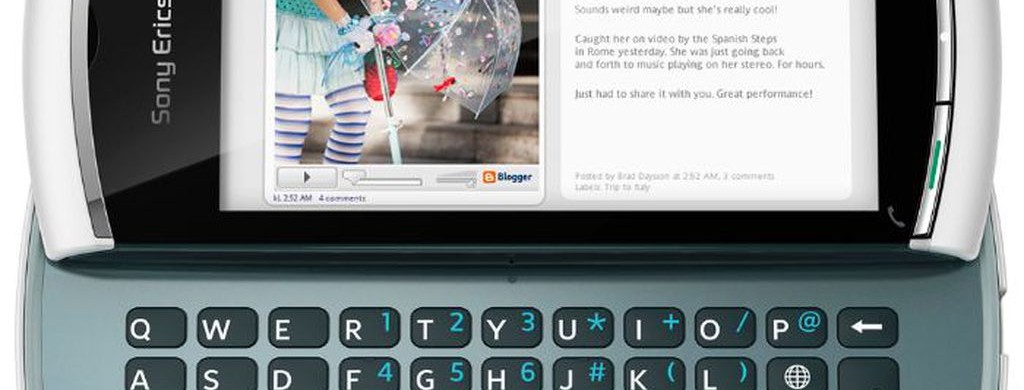 Sony Erics
Sounds weird maybe but she's really cool!
Caught her on video by the Spanish Steps
in Rome yesterday. She was just going back
and forth to music playing on her stereo. For hours.
Just had to share it with you. Great performance!
Blogger
2:52 AM 4 comments
Posted by Brad Dayson at 2:52 AM, 3 comments
Labels: Trip to Italy
Q W E R 1 T 2 Y 3 U * I + O / P @ ←
A S D F 4 G 5 H 6 J # K ( L )